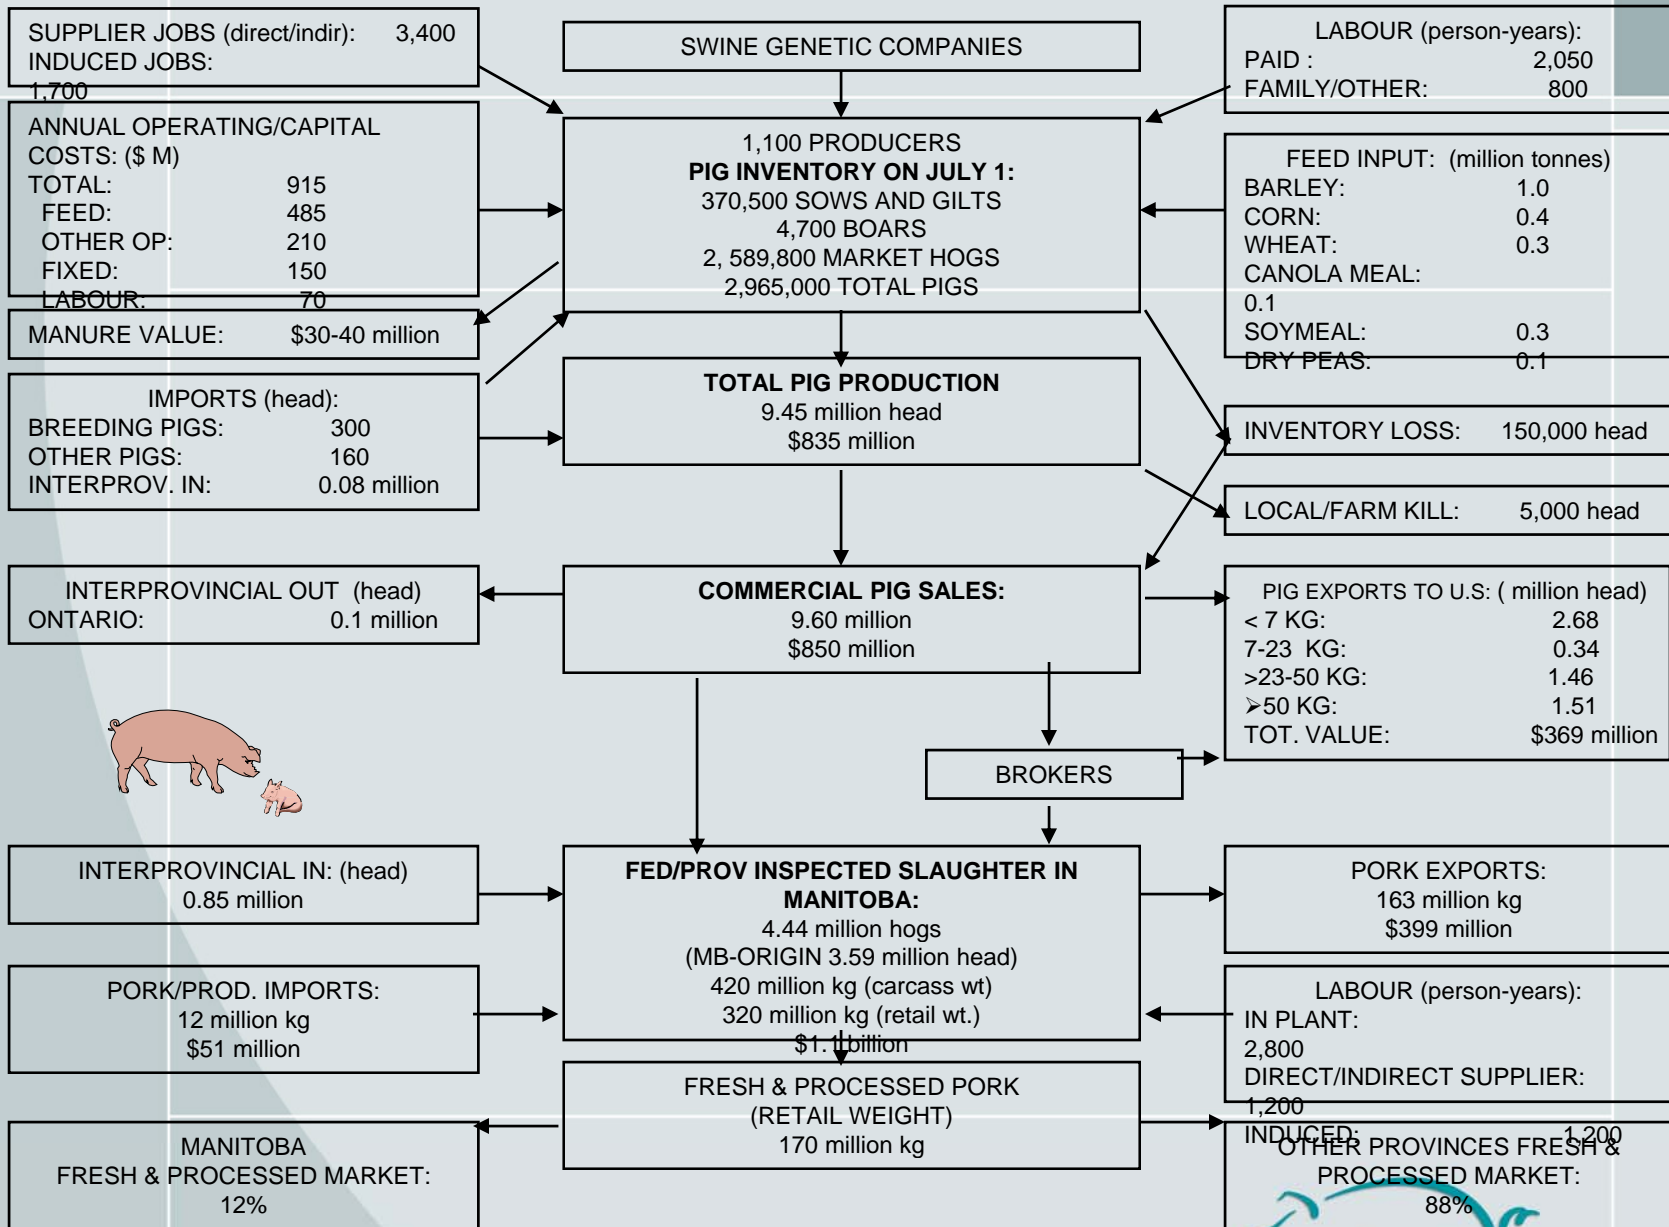 SUPPLIER JOBS (direct/indir): 3,400
INDUCED JOBS:
1,700
SWINE GENETIC COMPANIES
LABOUR (person-years):
PAID : 2,050
FAMILY/OTHER: 800
ANNUAL OPERATING/CAPITAL
COSTS: ($ M)
TOTAL: 915
FEED: 485
OTHER OP: 210
FIXED: 150
LABOUR: 70
1,100 PRODUCERS
PIG INVENTORY ON JULY 1:
370,500 SOWS AND GILTS
4,700 BOARS
2, 589,800 MARKET HOGS
2,965,000 TOTAL PIGS
FEED INPUT: (million tonnes)
BARLEY: 1.0
CORN: 0.4
WHEAT: 0.3
CANOLA MEAL:
0.1
SOYMEAL: 0.3
DRY PEAS: 0.1
MANURE VALUE: $30-40 million
IMPORTS (head):
BREEDING PIGS: 300
OTHER PIGS: 160
INTERPROV. IN: 0.08 million
TOTAL PIG PRODUCTION
9.45 million head
$835 million
INVENTORY LOSS: 150,000 head
LOCAL/FARM KILL: 5,000 head
INTERPROVINCIAL OUT (head)
ONTARIO: 0.1 million
COMMERCIAL PIG SALES:
9.60 million
$850 million
PIG EXPORTS TO U.S: ( million head)
< 7 KG: 2.68
7-23 KG: 0.34
>23-50 KG: 1.46
➢50 KG: 1.51
TOT. VALUE: $369 million
BROKERS
INTERPROVINCIAL IN: (head)
0.85 million
FED/PROV INSPECTED SLAUGHTER IN
MANITOBA:
4.44 million hogs
(MB-ORIGIN 3.59 million head)
420 million kg (carcass wt)
320 million kg (retail wt.)
$1.1 billion
PORK EXPORTS:
163 million kg
$399 million
PORK/PROD. IMPORTS:
12 million kg
$51 million
LABOUR (person-years):
IN PLANT:
2,800
DIRECT/INDIRECT SUPPLIER:
1,200
INDUCED: 1,200
FRESH & PROCESSED PORK
(RETAIL WEIGHT)
170 million kg
MANITOBA
FRESH & PROCESSED MARKET:
12%
OTHER PROVINCES FRESH &
PROCESSED MARKET:
88%